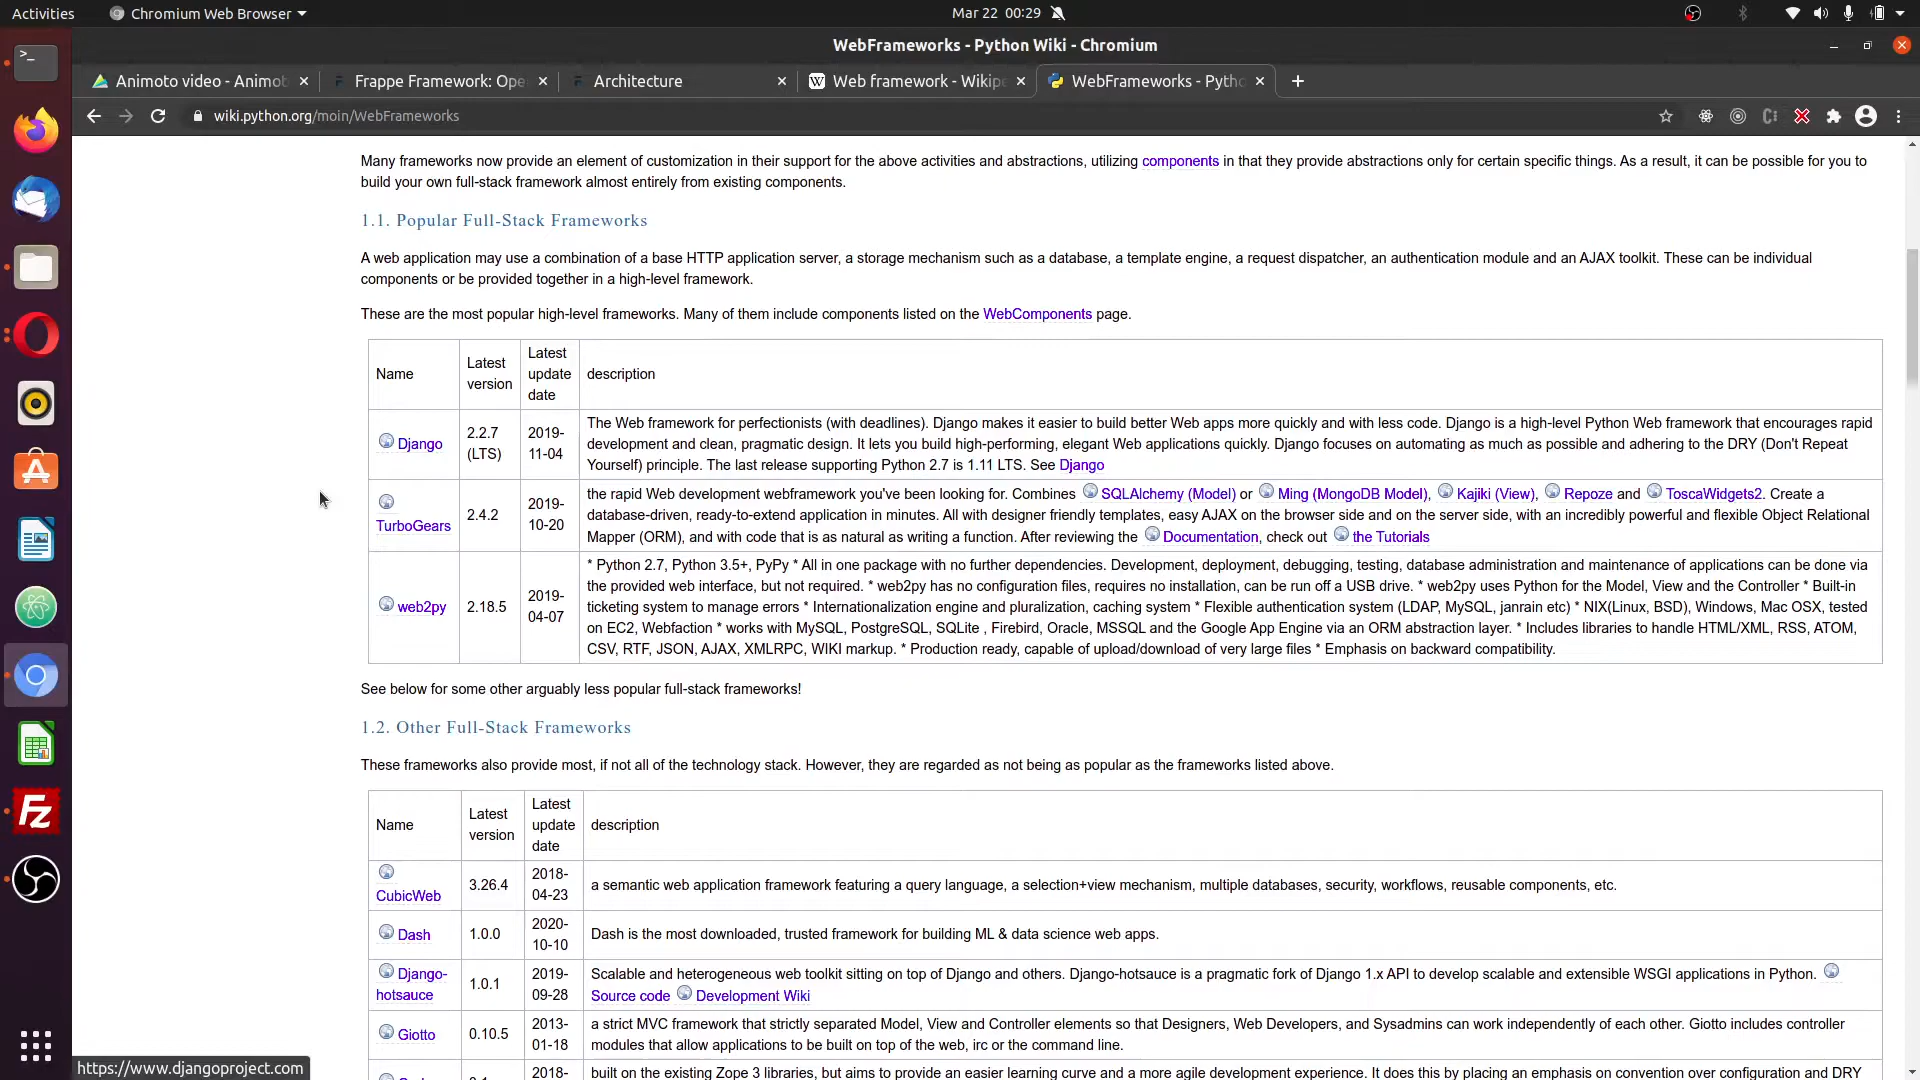 Activities
Chromium Web Browser
Mar 22 00:29
WebFrameworks - Python Wiki - Chromium
Animoto video - Animot
Frappe Framework: Ope
Architecture
Web framework - Wikipe
WebFrameworks - Pytho
wiki.python.org/moin/WebFrameworks
Many frameworks now provide an element of customization in their support for the above activities and abstractions, utilizing components in that they provide abstractions only for certain specific things. As a result, it can be possible for you to
build your own full-stack framework almost entirely from existing components.
1.1. Popular Full-Stack Frameworks
A web application may use a combination of a base HTTP application server, a storage mechanism such as a database, a template engine, a request dispatcher, an authentication module and an AJAX toolkit. These can be individual
components or be provided together in a high-level framework.
These are the most popular high-level frameworks. Many of them include components listed on the WebComponents page.
Name
Latest
version
Latest
update
date
description
Django
2.2.7
(LTS)
2019-
11-04
The Web framework for perfectionists (with deadlines). Django makes it easier to build better Web apps more quickly and with less code. Django is a high-level Python Web framework that encourages rapid
development and clean, pragmatic design. It lets you build high-performing, elegant Web applications quickly. Django focuses on automating as much as possible and adhering to the DRY (Don't Repeat
Yourself) principle. The last release supporting Python 2.7 is 1.11 LTS. See Django
TurboGears
2.4.2
2019-
10-20
the rapid Web development webframework you've been looking for. Combines SQLAlchemy (Model) or Ming (MongoDB Model), Kajiki (View), Repoze and ToscaWidgets2. Create a
database-driven, ready-to-extend application in minutes. All with designer friendly templates, easy AJAX on the browser side and on the server side, with an incredibly powerful and flexible Object Relational
Mapper (ORM), and with code that is as natural as writing a function. After reviewing the Documentation, check out the Tutorials
web2py
2.18.5
2019-
04-07
* Python 2.7, Python 3.5+, PyPy * All in one package with no further dependencies. Development, deployment, debugging, testing, database administration and maintenance of applications can be done via
the provided web interface, but not required. * web2py has no configuration files, requires no installation, can be run off a USB drive. * web2py uses Python for the Model, View and the Controller * Built-in
ticketing system to manage errors * Internationalization engine and pluralization, caching system * Flexible authentication system (LDAP, MySQL, janrain etc) * NIX(Linux, BSD), Windows, Mac OSX, tested
on EC2, Webfaction * works with MySQL, PostgreSQL, SQLite , Firebird, Oracle, MSSQL and the Google App Engine via an ORM abstraction layer. * Includes libraries to handle HTML/XML, RSS, ATOM,
CSV, RTF, JSON, AJAX, XMLRPC, WIKI markup. * Production ready, capable of upload/download of very large files * Emphasis on backward compatibility.
See below for some other arguably less popular full-stack frameworks!
1.2. Other Full-Stack Frameworks
These frameworks also provide most, if not all of the technology stack. However, they are regarded as not being as popular as the frameworks listed above.
Name
Latest
version
Latest
update
date
description
CubicWeb
3.26.4
2018-
04-23
a semantic web application framework featuring a query language, a selection+view mechanism, multiple databases, security, workflows, reusable components, etc.
Dash
1.0.0
2020-
10-10
Dash is the most downloaded, trusted framework for building ML & data science web apps.
Django-
hotsauce
1.0.1
2019-
09-28
Scalable and heterogeneous web toolkit sitting on top of Django and others. Django-hotsauce is a pragmatic fork of Django 1.x API to develop scalable and extensible WSGI applications in Python.
Source code Development Wiki
Giotto
0.10.5
2013-
01-18
a strict MVC framework that strictly separated Model, View and Controller elements so that Designers, Web Developers, and Sysadmins can work independently of each other. Giotto includes controller
modules that allow applications to be built on top of the web, irc or the command line.
2018-
built on the existing Zope 3 libraries, but aims to provide an easier learning curve and a more agile development experience. It does this by placing an emphasis on convention over configuration and DRY
https://www.djangoproject.com